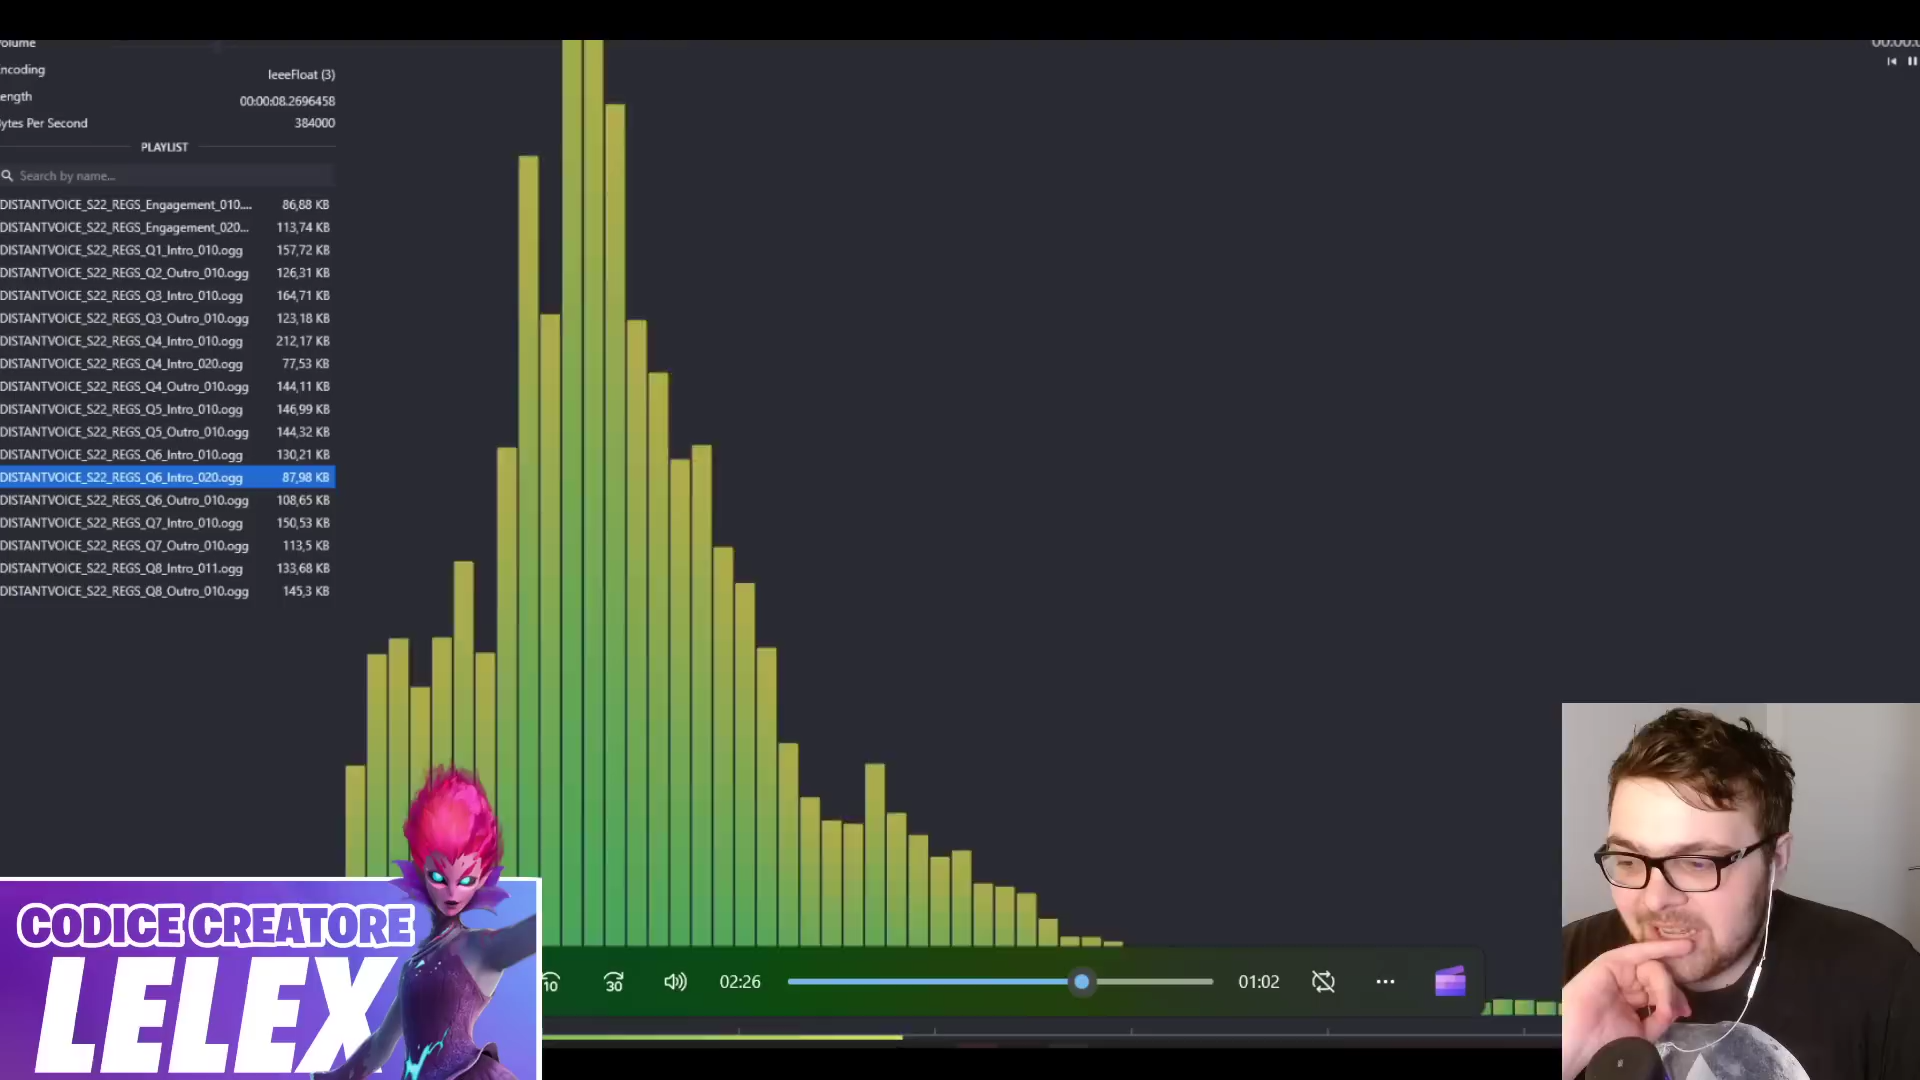 olume
ncoding
IeeeFloat (3)
ength
00:00:08.2696458
ytes Per Second
384000
PLAYLIST
Search by name...
DISTANTVOICE_S22_REGS_Engagement_010.... 86,88 KB
DISTANTVOICE_S22_REGS_Engagement_020... 113,74 KB
DISTANTVOICE_S22_REGS_Q1_Intro_010.ogg 157,72 KB
DISTANTVOICE_S22_REGS_Q2_Outro_010.ogg 126,31 KB
DISTANTVOICE_S22_REGS_Q3_Intro_010.ogg 164,71 KB
DISTANTVOICE_S22_REGS_Q3_Outro_010.ogg 123,18 KB
DISTANTVOICE_S22_REGS_Q4_Intro_010.ogg 212,17 KB
DISTANTVOICE_S22_REGS_Q4_Intro_020.ogg 77,53 KB
DISTANTVOICE_S22_REGS_Q4_Outro_010.ogg 144,11 KB
DISTANTVOICE_S22_REGS_Q5_Intro_010.ogg 146,99 KB
DISTANTVOICE_S22_REGS_Q5_Outro_010.ogg 144,32 KB
DISTANTVOICE_S22_REGS_Q6_Intro_010.ogg 130,21 KB
DISTANTVOICE_S22_REGS_Q6_Intro_020.ogg 87,98 KB
DISTANTVOICE_S22_REGS_Q6_Outro_010.ogg 108,65 KB
DISTANTVOICE_S22_REGS_Q7_Intro_010.ogg 150,53 KB
DISTANTVOICE_S22_REGS_Q7_Outro_010.ogg 113,5 KB
DISTANTVOICE_S22_REGS_Q8_Intro_011.ogg 133,68 KB
DISTANTVOICE_S22_REGS_Q8_Outro_010.ogg 145,3 KB
CODICE CREATORE
LELEX
10 30 02:26 01:02